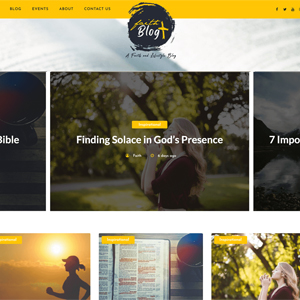 BLOG EVENTS ABOUT CONTACT US
faith
Blog
A Faith and Lifestyle Blog
Inspirational
Bible
Finding Solace in God's Presence
7 Impo
Faith 6 days ago
Inspirational
Inspirational
Inspirational